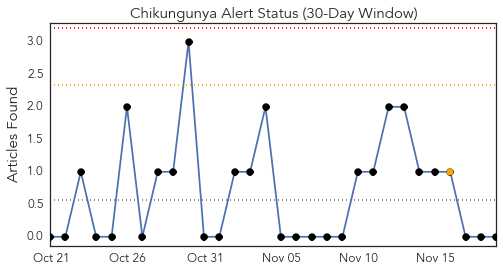 Chikungunya Alert Status (30-Day Window)
Articles Found
3.0
2.5
2.0
1.5
1.0
0.5
0.0
Oct 21 Oct 26 Oct 31 Nov 05 Nov 10 Nov 15